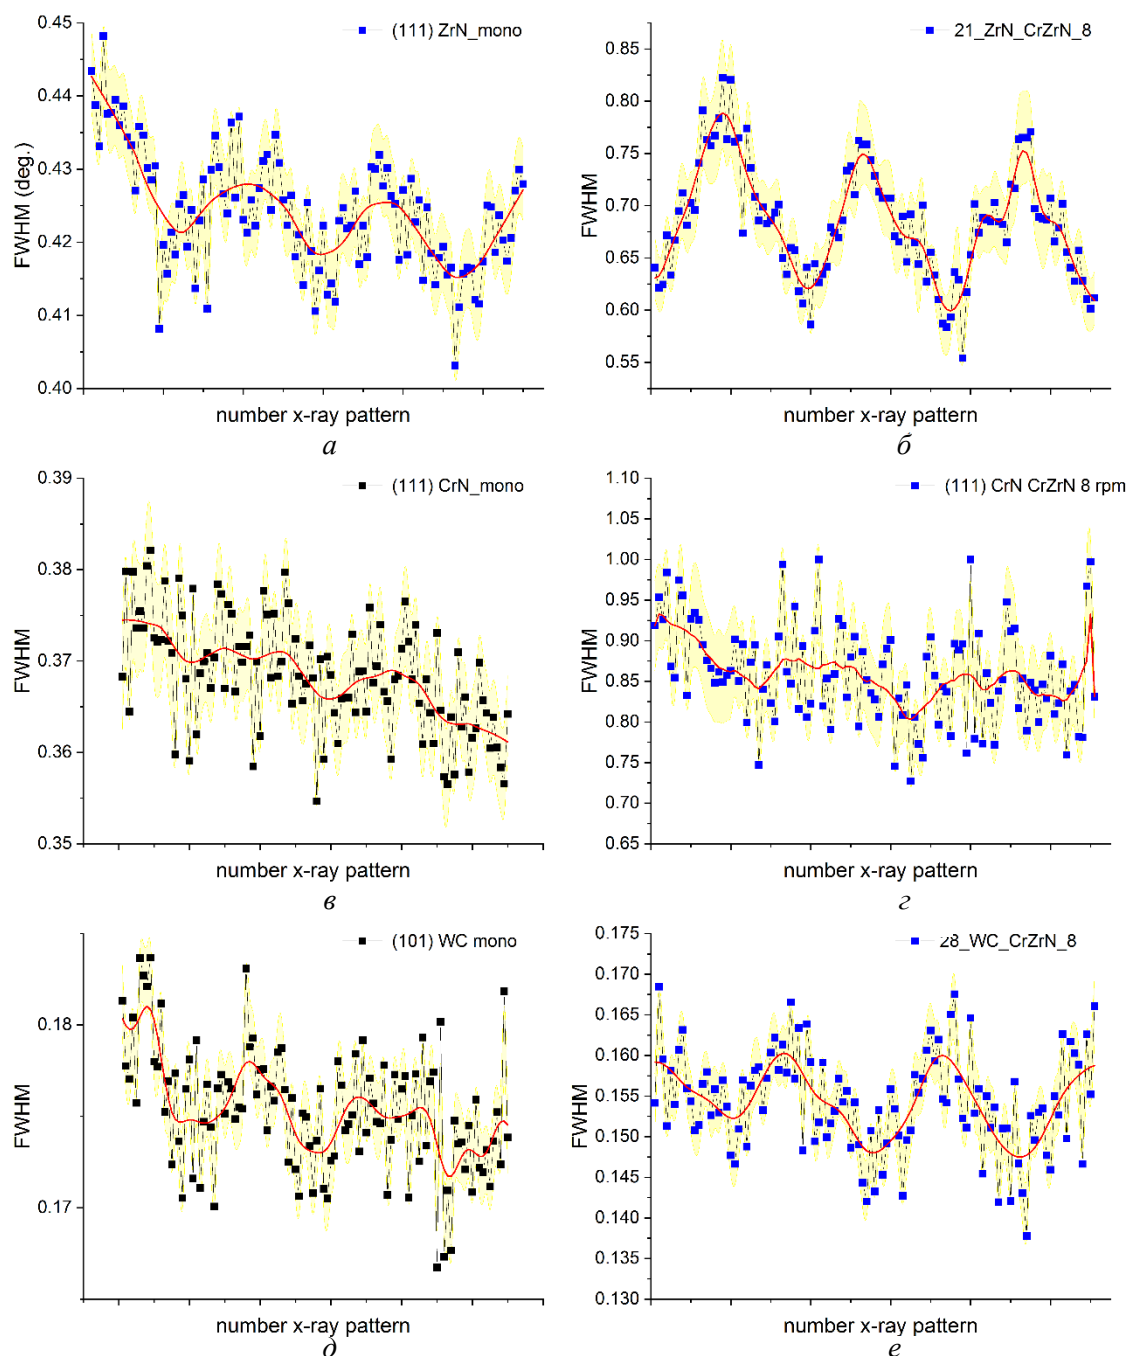 0.45
0.44
0.43
0.42
0.41
0.40
FWHM (deg.)
(111) ZrN_mono
number x-ray pattern
а
0.85
0.80
0.75
0.70
0.65
0.60
0.55
FWHM
21_ZrN_CrZrN_8
number x-ray pattern
б
0.39
0.38
0.37
0.36
0.35
FWHM
(111) CrN_mono
number x-ray pattern
в
1.10
1.05
1.00
0.95
0.90
0.85
0.80
0.75
0.70
0.65
FWHM
(111) CrN CrZrN 8 rpm
number x-ray pattern
г
0.18
0.17
FWHM
(101) WC mono
number x-ray pattern
д
0.175
0.170
0.165
0.160
0.155
0.150
0.145
0.140
0.135
0.130
FWHM
28_WC_CrZrN_8
number x-ray pattern
е